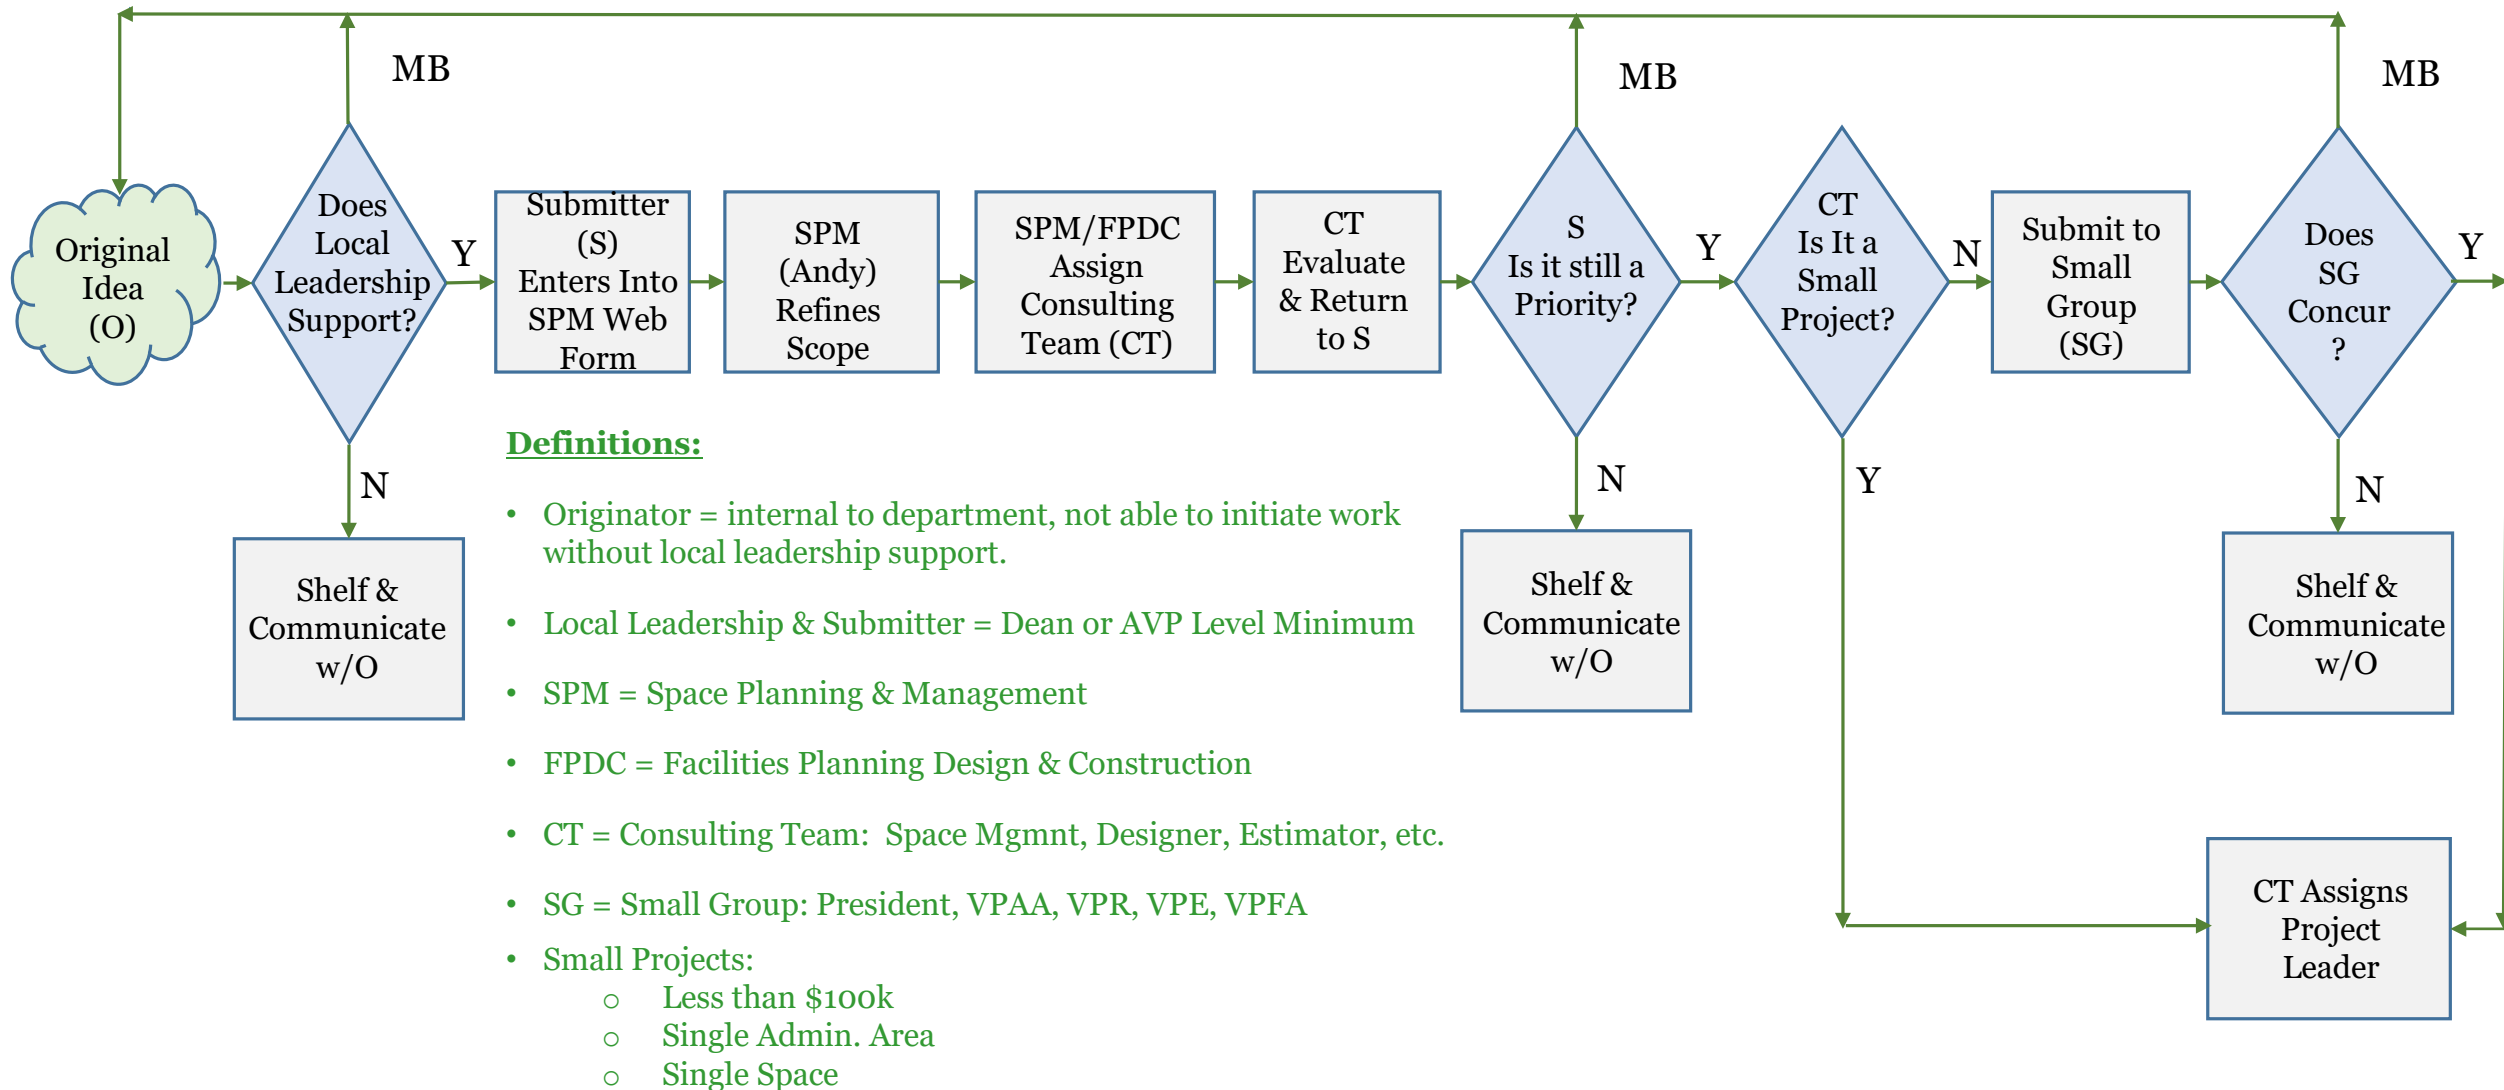 MB
MB
MB
Original
Idea
(O)
Does
Local
Leadership
Support?
Y
Submitter
(S)
Enters Into
SPM Web
Form
SPM
(Andy)
Refines
Scope
SPM/FPDC
Assign
Consulting
Team (CT)
CT
Evaluate
& Return
to S
S
Is it still a
Priority?
Y
CT
Is It a
Small
Project?
N
Submit to
Small
Group
(SG)
Does
SG
Concur
?
Y
N
N
Y
N
Shelf &
Communicate
w/O
Shelf &
Communicate
w/O
Shelf &
Communicate
w/O
CT Assigns
Project
Leader
Definitions:
• Originator = internal to department, not able to initiate work
without local leadership support.
• Local Leadership & Submitter = Dean or AVP Level Minimum
• SPM = Space Planning & Management
• FPDC = Facilities Planning Design & Construction
• CT = Consulting Team:  Space Mgmnt, Designer, Estimator, etc.
• SG = Small Group: President, VPAA, VPR, VPE, VPFA
• Small Projects:
o Less than $100k
o Single Admin. Area
o Single Space